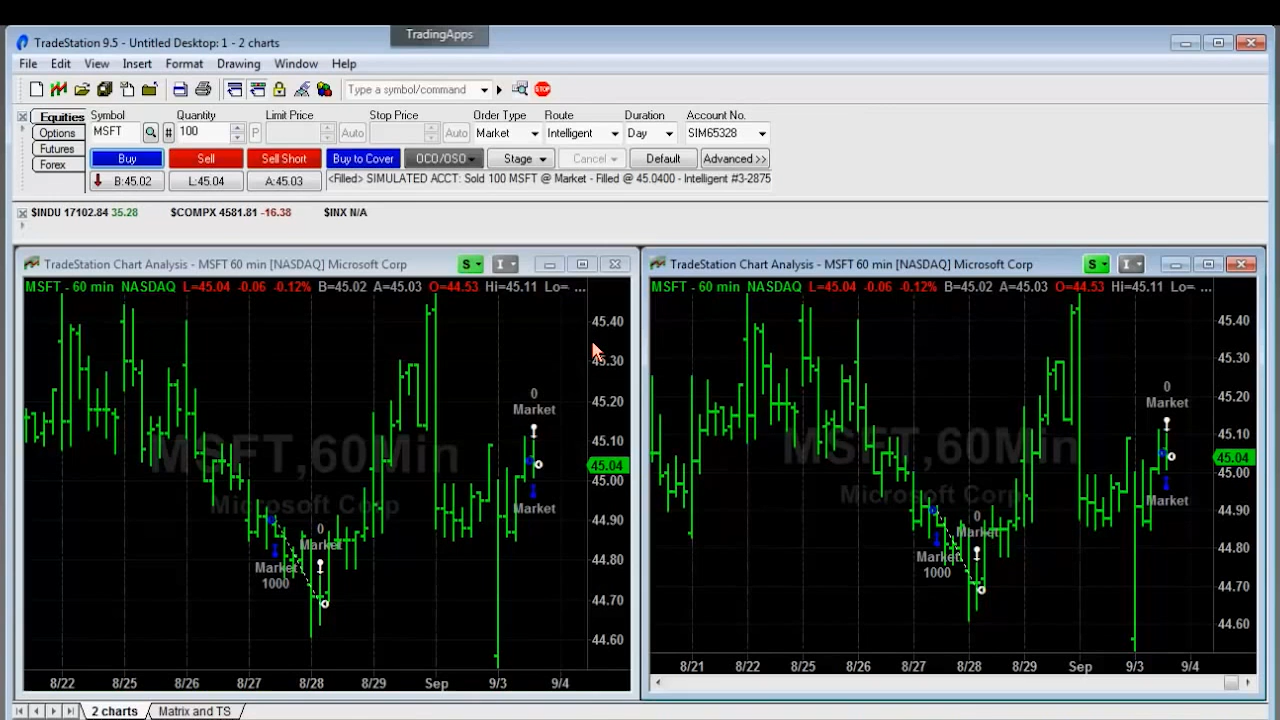 TradingApps
TradeStation 9.5 - Untitled Desktop: 1 - 2 charts
File Edit View Insert Format Drawing Window Help
Type a symbol/command STOP
Equities Symbol Quantity Limit Price Stop Price Order Type Route Duration Account No.
Options MSFT # 100 P Auto Auto Market Intelligent Day SIM65328
Futures
Forex Buy Sell Sell Short Buy to Cover OCO/OSO Stage Cancel Default Advanced >>
B:45.02 L:45.04 A:45.03 <Filled> SIMULATED ACCT: Sold 100 MSFT @ Market - Filled @ 45.0400 - Intelligent #3-2875
$INDU 17102.84 35.28 $COMPX 4581.81 -16.38 $INX N/A
TradeStation Chart Analysis - MSFT 60 min [NASDAQ] Microsoft Corp S I
MSFT - 60 min NASDAQ L=45.04 -0.06 -0.12% B=45.02 A=45.03 O=44.53 Hi=45.11 Lo= ...
45.40
45.30
45.20
45.10
45.04
45.00
44.90
44.80
44.70
44.60
MSFT,60Min
Microsoft Corp
0
Market
Market
0
Market
Market
1000
8/22 8/25 8/26 8/27 8/28 8/29 Sep 9/3 9/4
TradeStation Chart Analysis - MSFT 60 min [NASDAQ] Microsoft Corp S I
MSFT - 60 min NASDAQ L=45.04 -0.06 -0.12% B=45.02 A=45.03 O=44.53 Hi=45.11 Lo= ...
45.40
45.30
45.20
45.10
45.04
45.00
44.90
44.80
44.70
44.60
MSFT,60Min
Microsoft Corp
0
Market
Market
0
Market
Market
1000
8/21 8/22 8/25 8/26 8/27 8/28 8/29 Sep 9/3 9/4
2 charts Matrix and TS